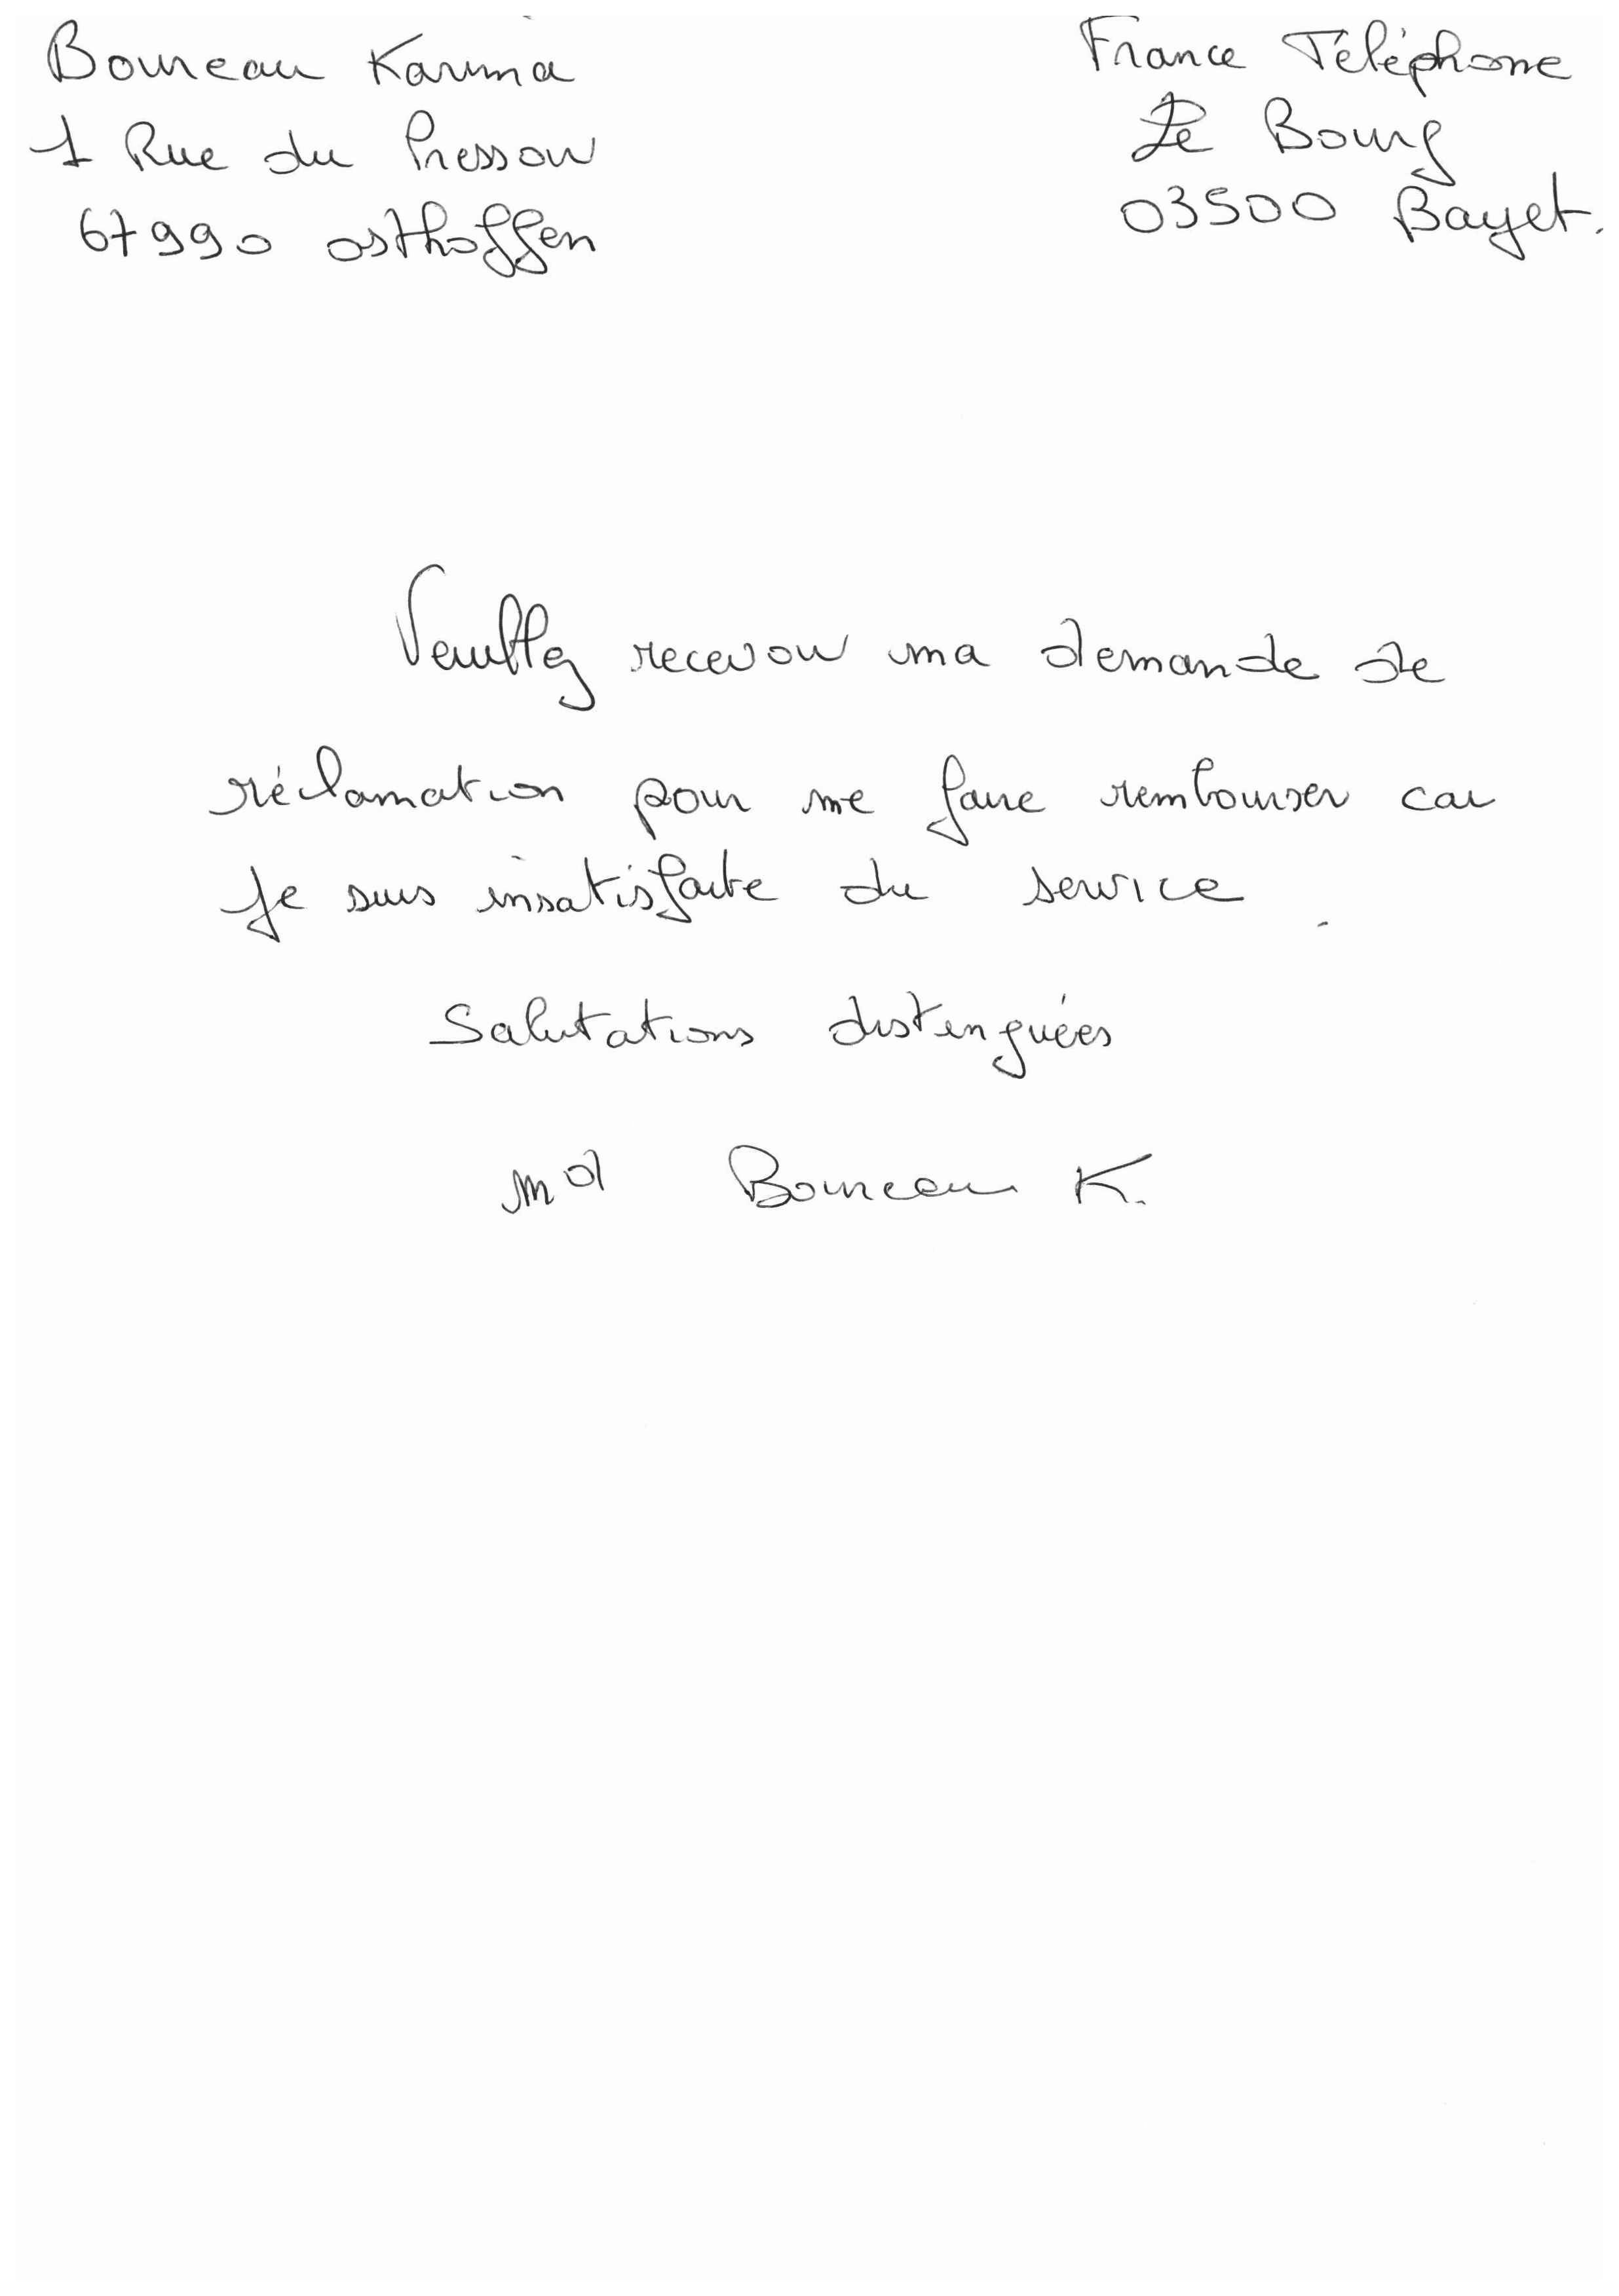 Boureau Karima
1 Rue du Pressoir
67990 osthoffen
France Téléphone
Le Bourg
03500 Bayet.
Veuillez recevoir ma demande de
réclamation pour me faire rembourser car
Je suis insatisfaite du service.
Salutations distinguées
Boureau K.